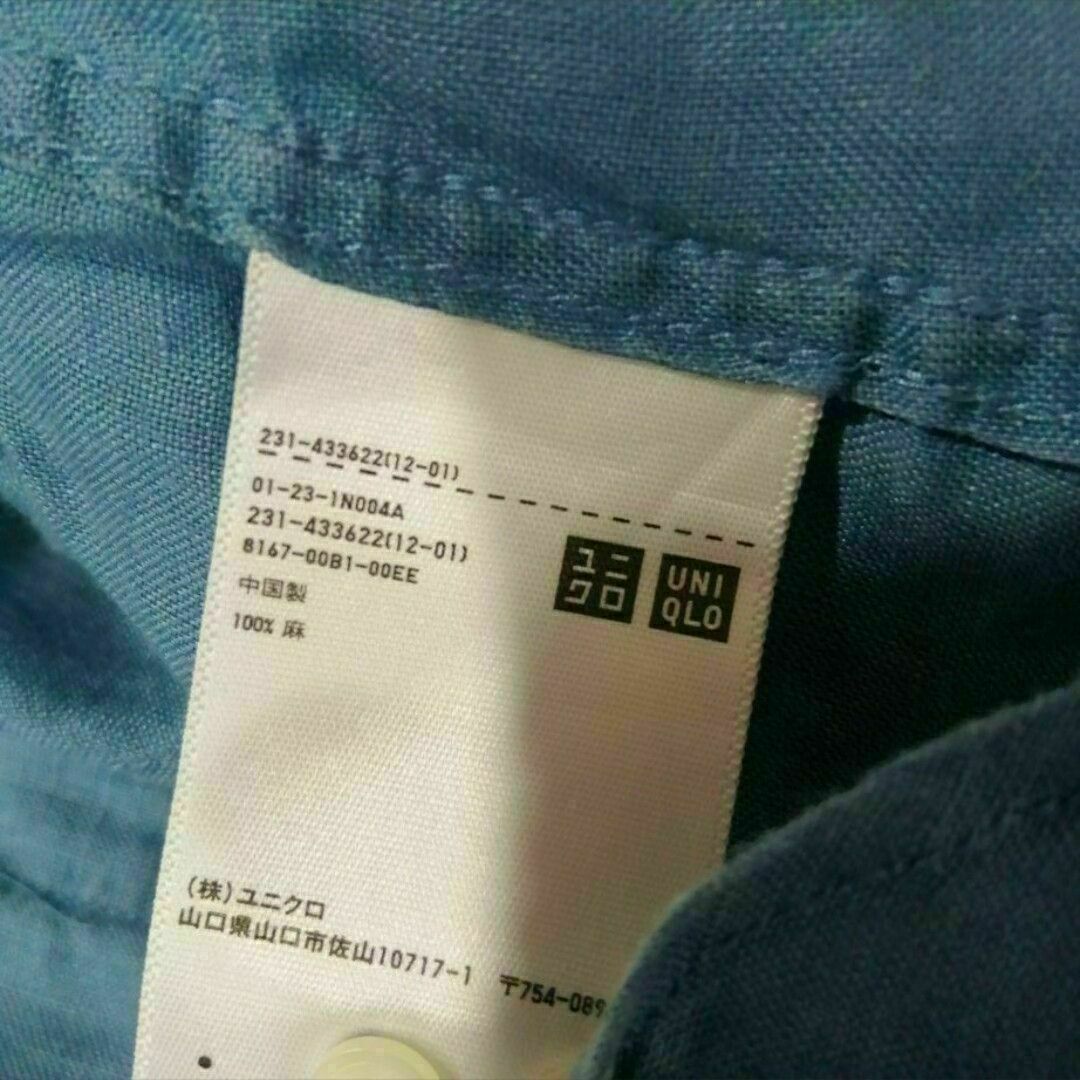 231-433622(12-01)
01-23-1N004A
231-433622(12-01)
8167-00B1-00EE
中国製
100% 麻
ユニ
クロ
UNI
QLO
(株)ユニクロ
山口県山口市佐山10717-1 〒754-089